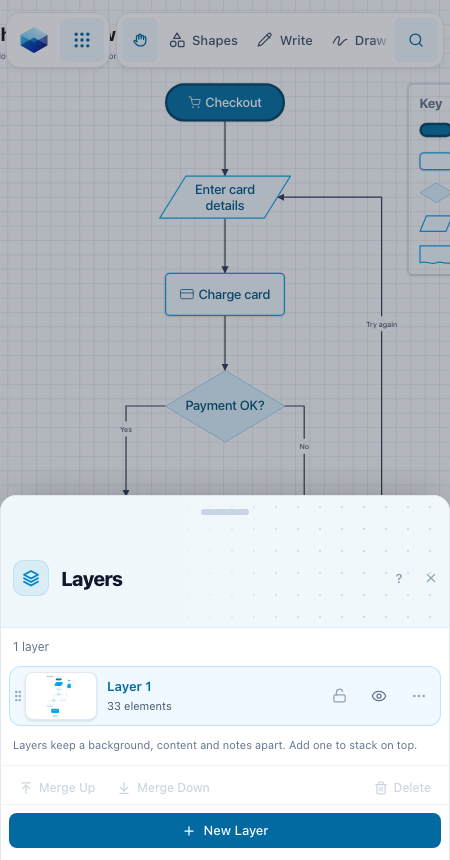 Shapes
Write
Draw
Checkout
Key
Enter card
details
Charge card
Try again
Payment OK?
Yes
No
Layers
?
1 layer
Layer 1
33 elements
Layers keep a background, content and notes apart. Add one to stack on top.
Merge Up
Merge Down
Delete
New Layer